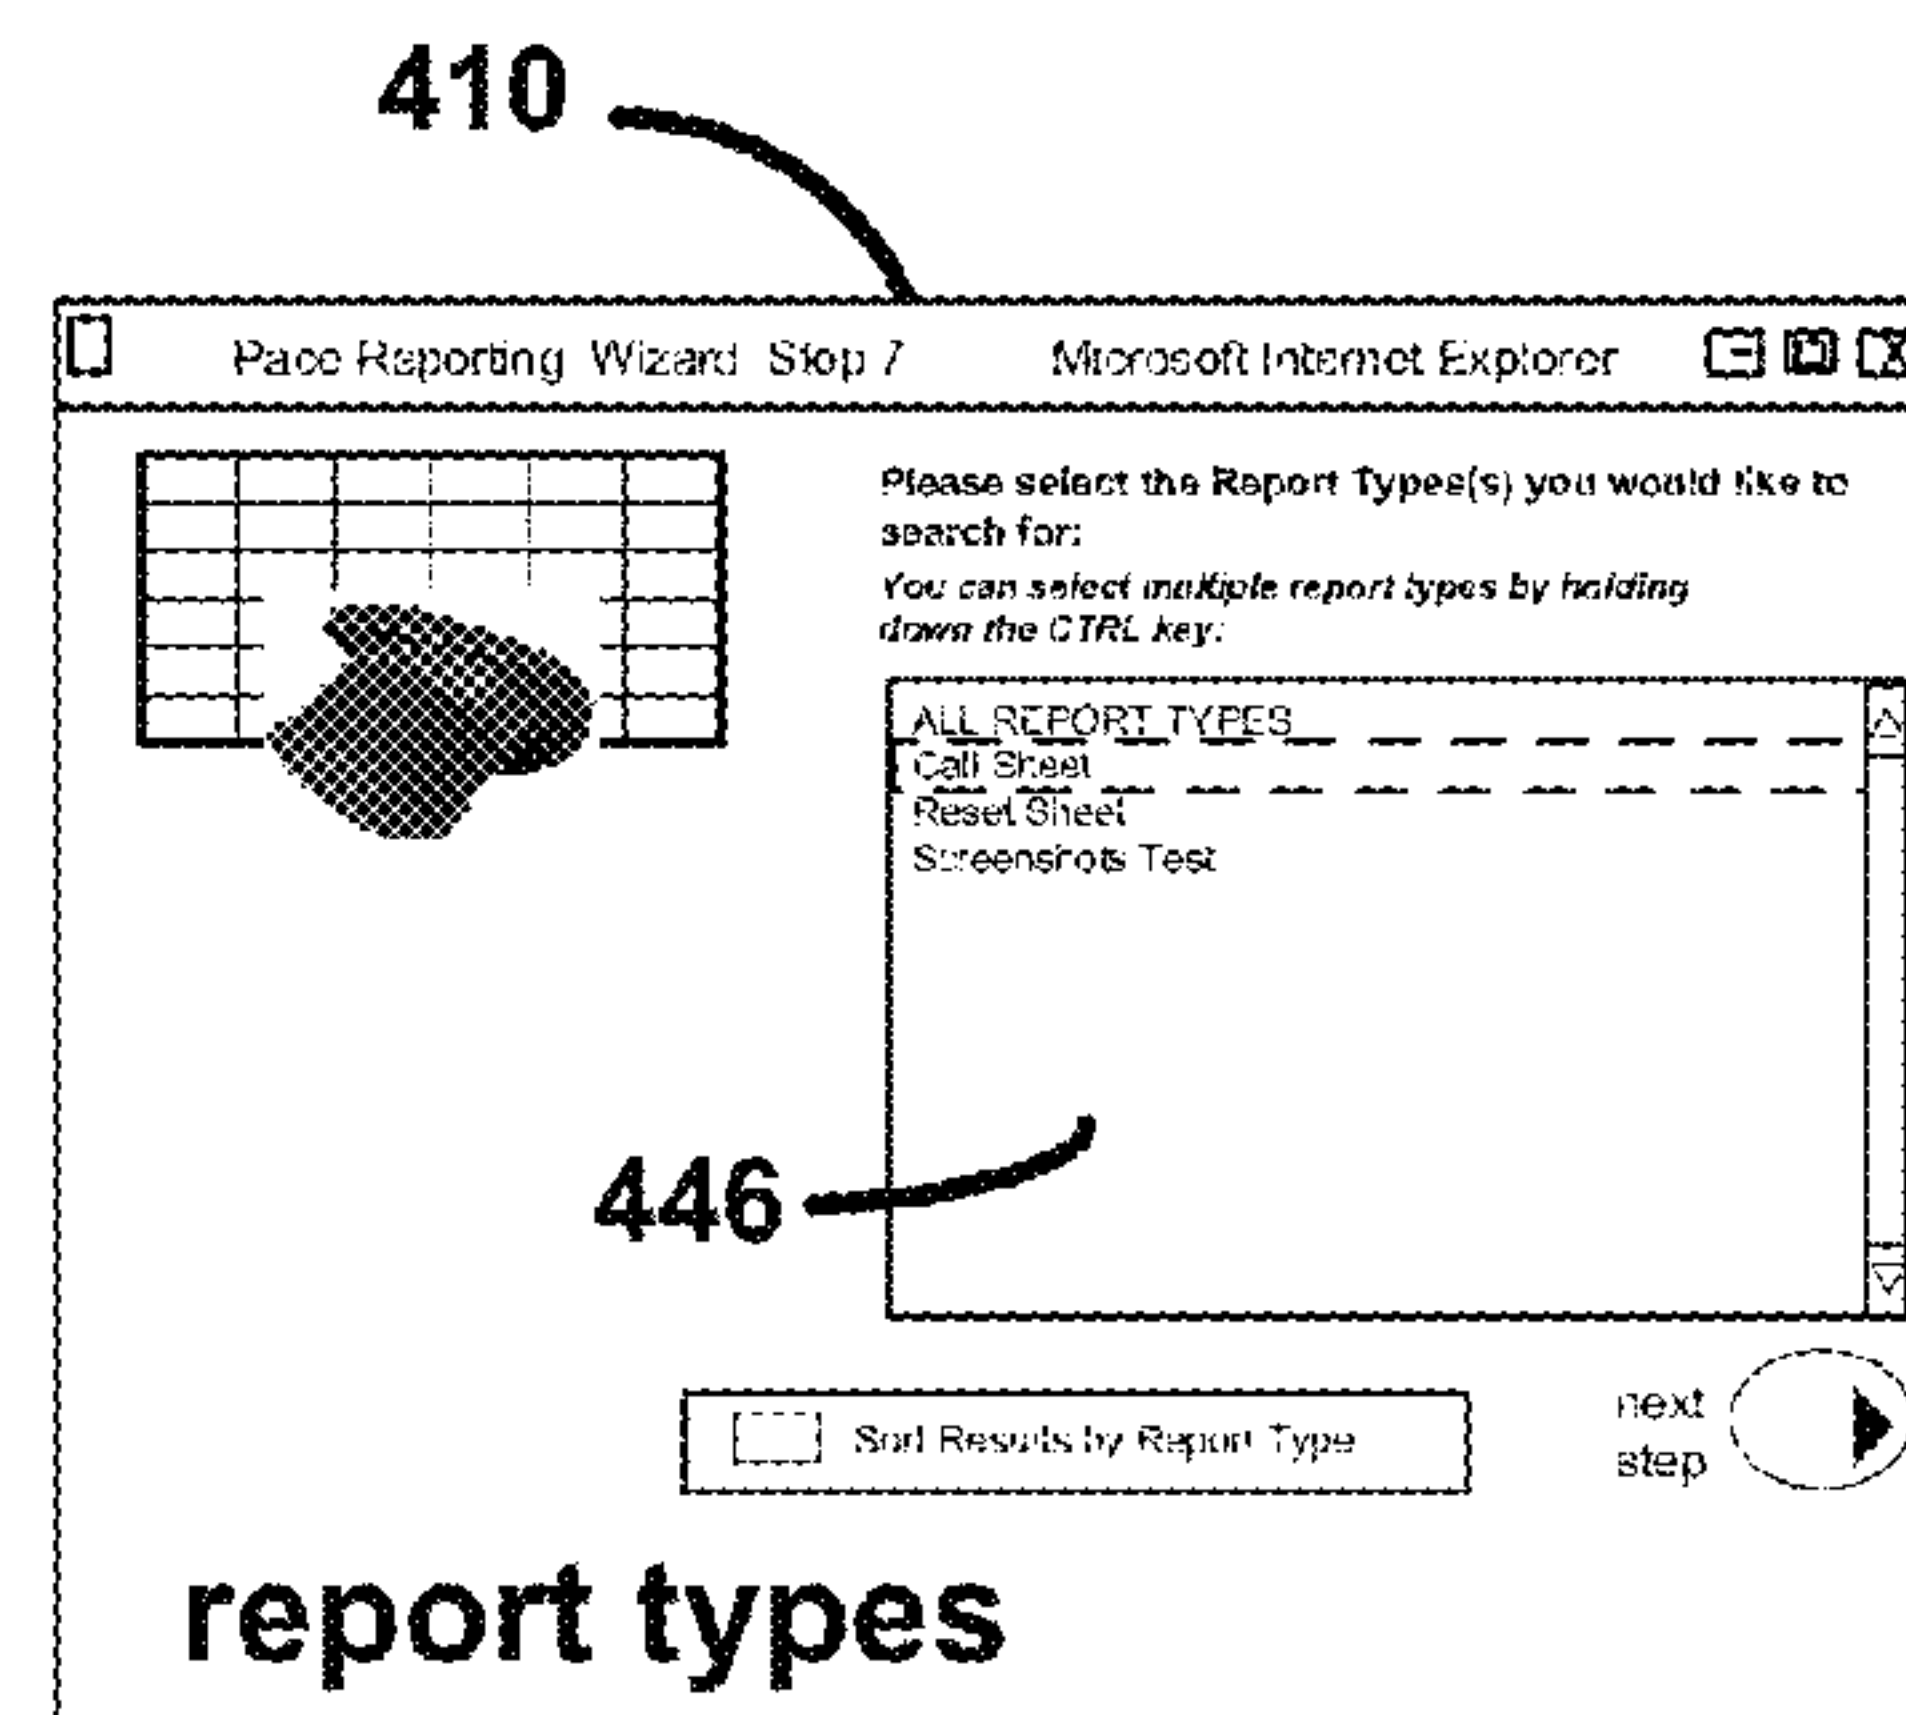 410
Pace Reporting Wizard Step 7 Microsoft Internet Explorer
Please select the Report Types(s) you would like to
search for:
You can select multiple report types by holding
down the CTRL key:
ALL REPORT TYPES
Call Sheet
Reset Sheet
Screenshots Test
446
Sort Results by Report Type
next
step
report types